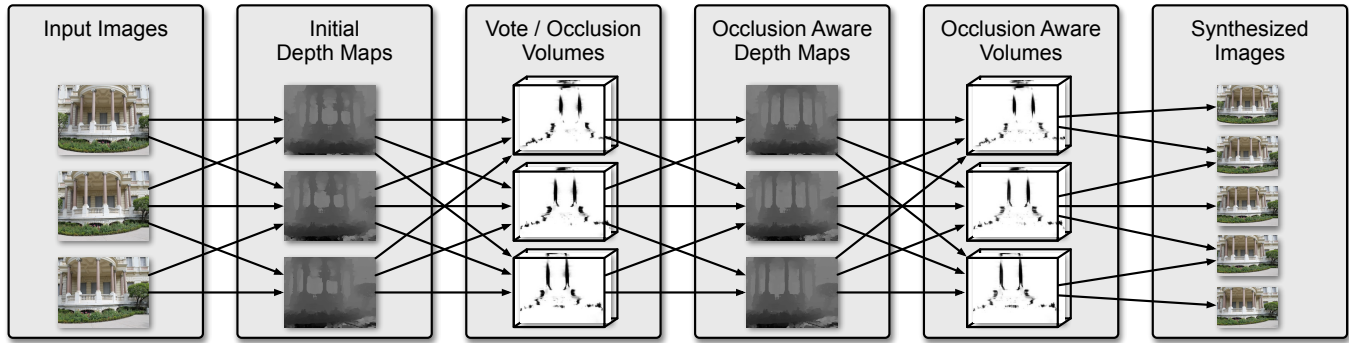 Input Images
Initial
Depth Maps
Vote / Occlusion
Volumes
Occlusion Aware
Depth Maps
Occlusion Aware
Volumes
Synthesized
Images